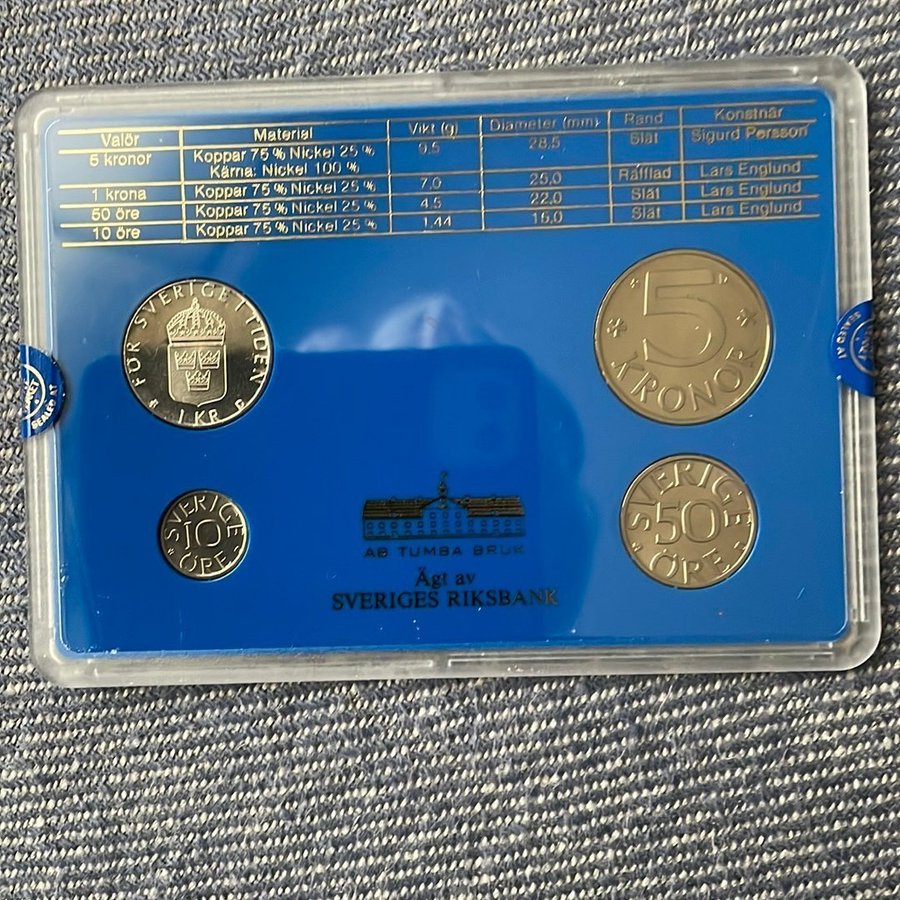 Valör Material Vikt (g) Diameter (mm) Rand Konstnär
5 kronor Koppar 75 % Nickel 25 % 9,5 28,5 Slät Sigurd Persson
Kärna: Nickel 100 %
1 krona Koppar 75 % Nickel 25 % 7,0 25,0 Räfflad Lars Englund
50 öre Koppar 75 % Nickel 25 % 4,5 22,0 Slät Lars Englund
10 öre Koppar 75 % Nickel 25 % 1,44 15,0 Slät Lars Englund
FÖR SVERIGE I TIDEN
1 KR
5
KRONOR
SVERIGE
10
ÖRE
SVERIGE
50
ÖRE
AB TUMBA BRUK
Ägt av
SVERIGES RIKSBANK
SEALED AT
SEALED AT